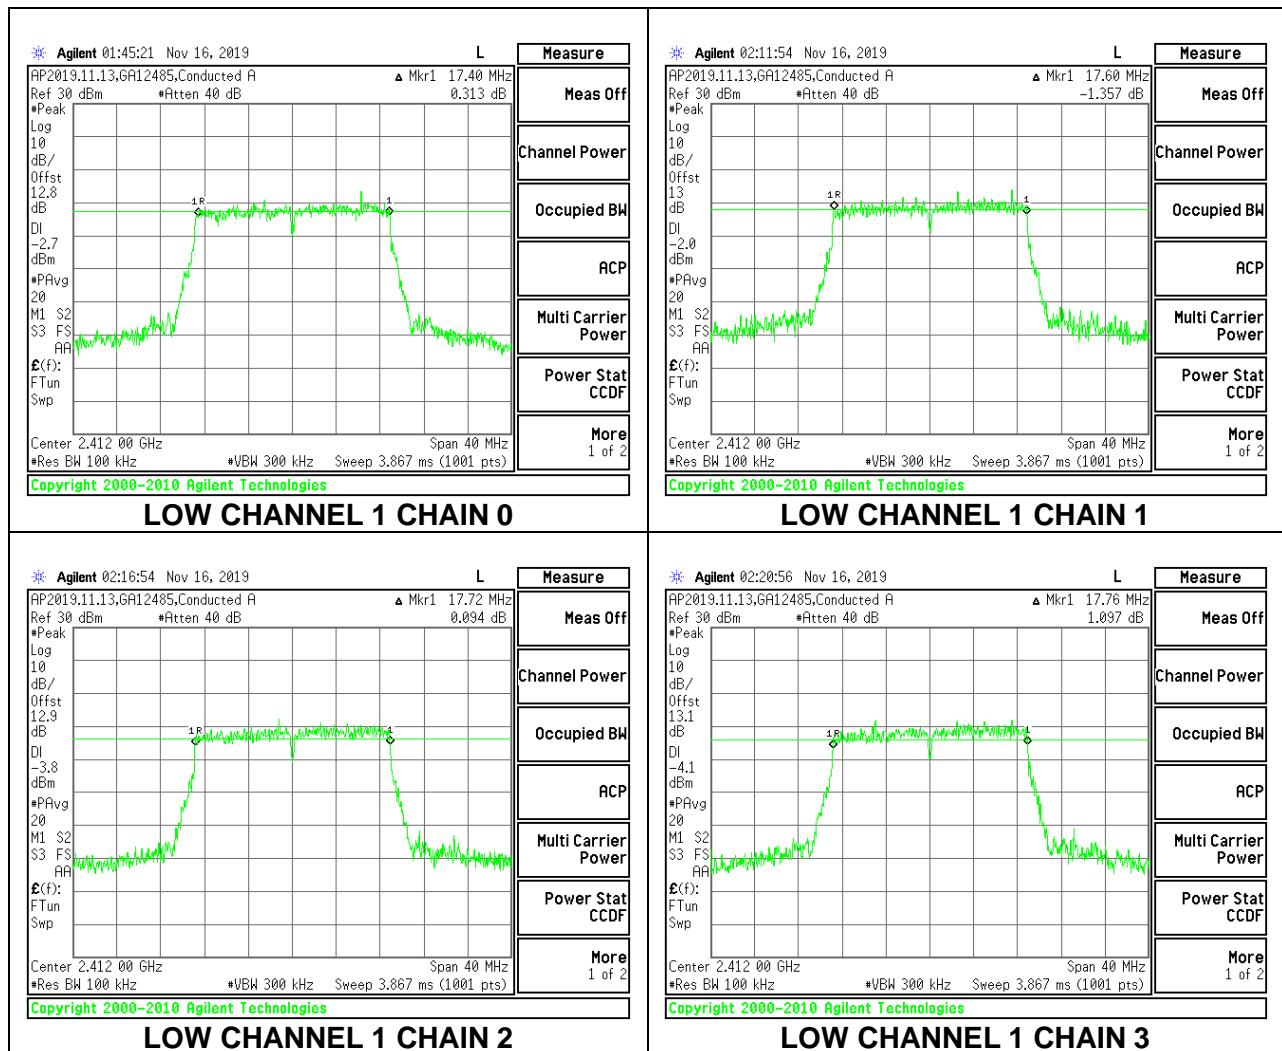 Agilent 01:45:21 Nov 16, 2019 L Measure
AP2019.11.13,GA12485,Conducted A Δ Mkr1 17.40 MHz
Ref 30 dBm #Atten 40 dB 0.313 dB Meas Off
#Peak
Log
10
dB/
Offst
12.8
dB
DI
-2.7
dBm
#PAvg
20
M1 S2
S3 FS
AA
£(f):
FTun
Swp
1R
1
Channel Power
Occupied BW
ACP
Multi Carrier
Power
Power Stat
CCDF
More
1 of 2
Center 2.412 00 GHz Span 40 MHz
#Res BW 100 kHz #VBW 300 kHz Sweep 3.867 ms (1001 pts)
Copyright 2000-2010 Agilent Technologies
LOW CHANNEL 1 CHAIN 0
Agilent 02:11:54 Nov 16, 2019 L Measure
AP2019.11.13,GA12485,Conducted A Δ Mkr1 17.60 MHz
Ref 30 dBm #Atten 40 dB -1.357 dB Meas Off
#Peak
Log
10
dB/
Offst
13
dB
DI
-2.0
dBm
#PAvg
20
M1 S2
S3 FS
AA
£(f):
FTun
Swp
1R
1
Channel Power
Occupied BW
ACP
Multi Carrier
Power
Power Stat
CCDF
More
1 of 2
Center 2.412 00 GHz Span 40 MHz
#Res BW 100 kHz #VBW 300 kHz Sweep 3.867 ms (1001 pts)
Copyright 2000-2010 Agilent Technologies
LOW CHANNEL 1 CHAIN 1
Agilent 02:16:54 Nov 16, 2019 L Measure
AP2019.11.13,GA12485,Conducted A Δ Mkr1 17.72 MHz
Ref 30 dBm #Atten 40 dB 0.094 dB Meas Off
#Peak
Log
10
dB/
Offst
12.9
dB
DI
-3.8
dBm
#PAvg
20
M1 S2
S3 FS
AA
£(f):
FTun
Swp
1R
1
Channel Power
Occupied BW
ACP
Multi Carrier
Power
Power Stat
CCDF
More
1 of 2
Center 2.412 00 GHz Span 40 MHz
#Res BW 100 kHz #VBW 300 kHz Sweep 3.867 ms (1001 pts)
Copyright 2000-2010 Agilent Technologies
LOW CHANNEL 1 CHAIN 2
Agilent 02:20:56 Nov 16, 2019 L Measure
AP2019.11.13,GA12485,Conducted A Δ Mkr1 17.76 MHz
Ref 30 dBm #Atten 40 dB 1.097 dB Meas Off
#Peak
Log
10
dB/
Offst
13.1
dB
DI
-4.1
dBm
#PAvg
20
M1 S2
S3 FS
AA
£(f):
FTun
Swp
1R
1
Channel Power
Occupied BW
ACP
Multi Carrier
Power
Power Stat
CCDF
More
1 of 2
Center 2.412 00 GHz Span 40 MHz
#Res BW 100 kHz #VBW 300 kHz Sweep 3.867 ms (1001 pts)
Copyright 2000-2010 Agilent Technologies
LOW CHANNEL 1 CHAIN 3